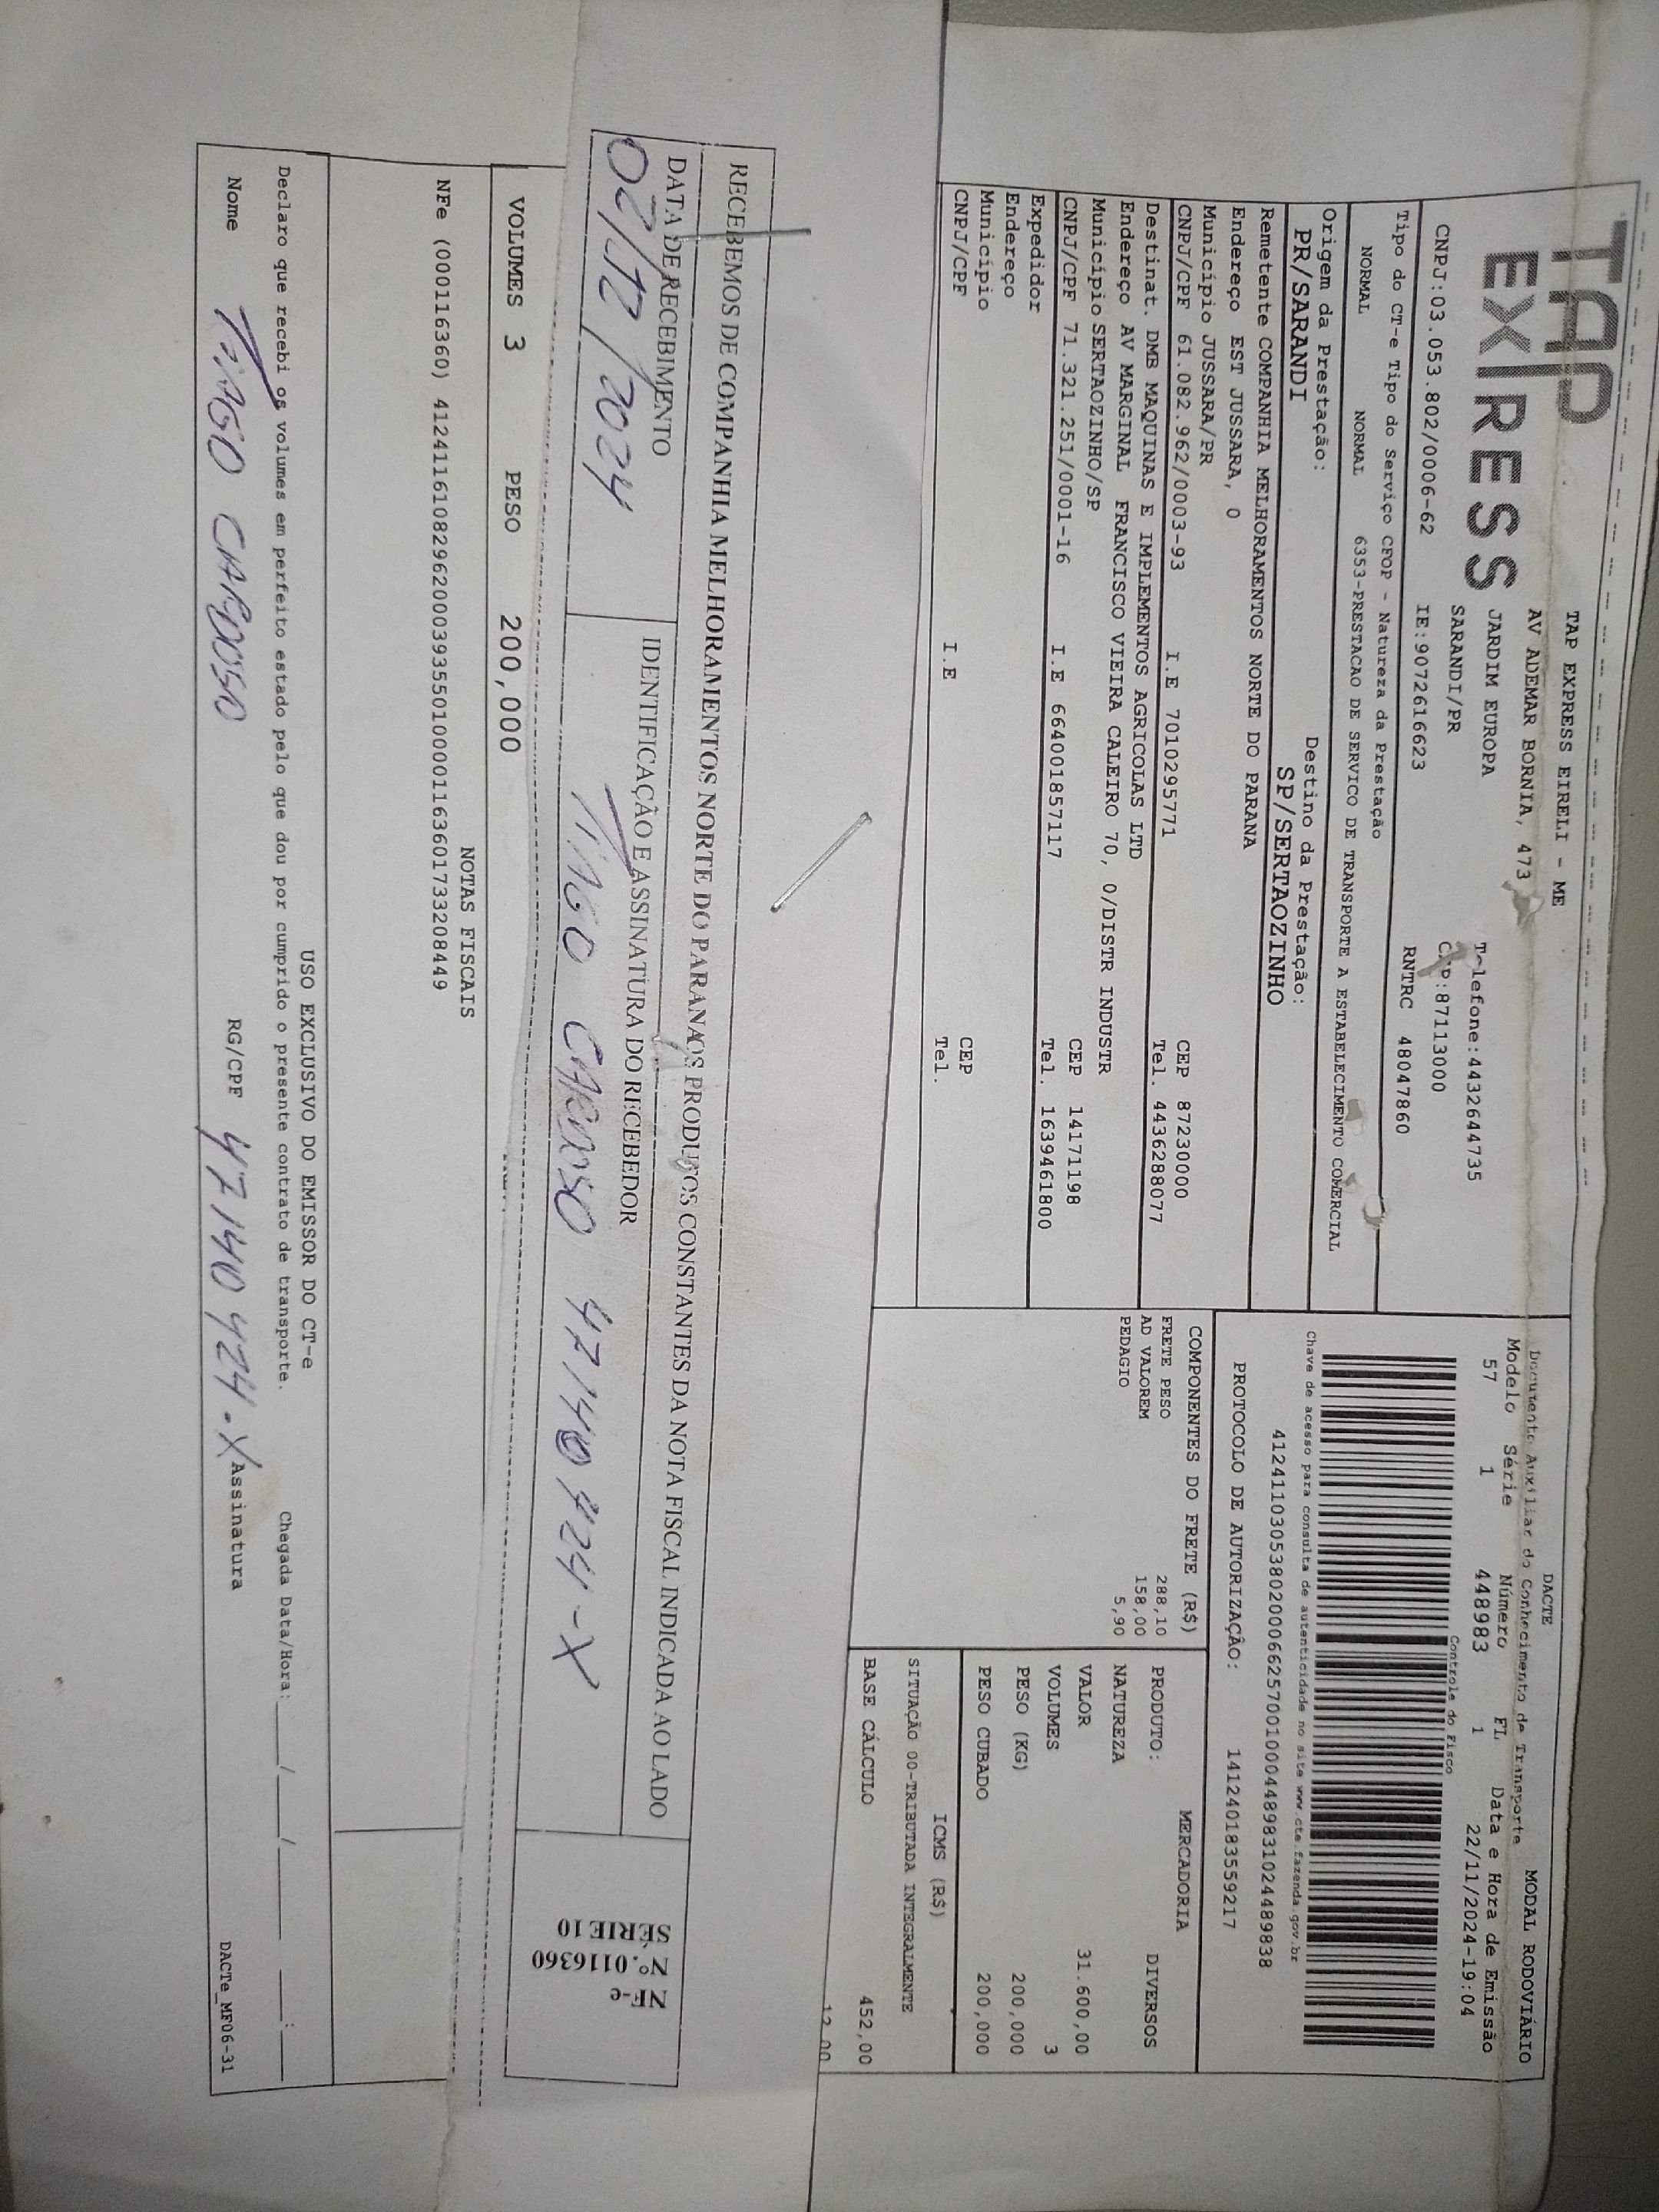 TAP
EXPRESS
TAP EXPRESS EIRELI - ME
AV ADEMAR BORNIA, 473
JARDIM EUROPA
Telefone:4432644735
SARANDI/PR
CEP:87113000
CNPJ:03.053.802/0006-62
IE:9072616623
RNTRC 48047860
Tipo do CT-e Tipo do Serviço CFOP - Natureza da Prestação
NORMAL NORMAL 6353-PRESTACAO DE SERVICO DE TRANSPORTE A ESTABELECIMENTO COMERCIAL
Origem da Prestação: Destino da Prestação:
PR/SARANDI SP/SERTAOZINHO
Remetente COMPANHIA MELHORAMENTOS NORTE DO PARANA
Endereço EST JUSSARA, 0
Município JUSSARA/PR CEP 87230000
CNPJ/CPF 61.082.962/0003-93 I.E 7010295771 Tel. 4436288077
Destinat. DMB MAQUINAS E IMPLEMENTOS AGRICOLAS LTD
Endereço AV MARGINAL FRANCISCO VIEIRA CALEIRO 70, 0/DISTR INDUSTR
Município SERTAOZINHO/SP CEP 14171198
CNPJ/CPF 71.321.251/0001-16 I.E 664001857117 Tel. 1639461800
Expedidor
Endereço
Município CEP
CNPJ/CPF I.E Tel.
DACTE
Documento Auxiliar do Conhecimento de Transporte
MODAL RODOVIÁRIO
Modelo Série Número FL Data e Hora de Emissão
57 1 448983 1 22/11/2024-19:04
Controle do Fisco
Chave de acesso para consulta de autenticidade no site www.cte.fazenda.gov.br
41241103053802000662570010004489831024489838
PROTOCOLO DE AUTORIZAÇÃO: 141240183559217
COMPONENTES DO FRETE (R$)
FRETE PESO 288,10
AD VALOREM 158,00
PEDAGIO 5,90
MERCADORIA
PRODUTO: DIVERSOS
NATUREZA
VALOR 31.600,00
VOLUMES 3
PESO (KG) 200,000
PESO CUBADO 200,000
ICMS (R$)
SITUAÇÃO 00-TRIBUTADA INTEGRALMENTE
BASE CÁLCULO 452,00
12,00
RECEBEMOS DE COMPANHIA MELHORAMENTOS NORTE DO PARANA OS PRODUTOS CONSTANTES DA NOTA FISCAL INDICADA AO LADO
DATA DE RECEBIMENTO
IDENTIFICAÇÃO E ASSINATURA DO RECEBEDOR
02/12/2024
TIAGO CARDOSO 47140424-X
NF-e
Nº.0116360
SÉRIE 10
VOLUMES 3 PESO 200,000
NOTAS FISCAIS
NFe (000116360) 41241161082962000393550100001163601733208449
USO EXCLUSIVO DO EMISSOR DO CT-e
Declaro que recebi os volumes em perfeito estado pelo que dou por cumprido o presente contrato de transporte. Chegada Data/Hora:___/___/_____ ___:___
Nome TIAGO CARDOSO RG/CPF 47140424-X Assinatura
DACTe_MF06-31